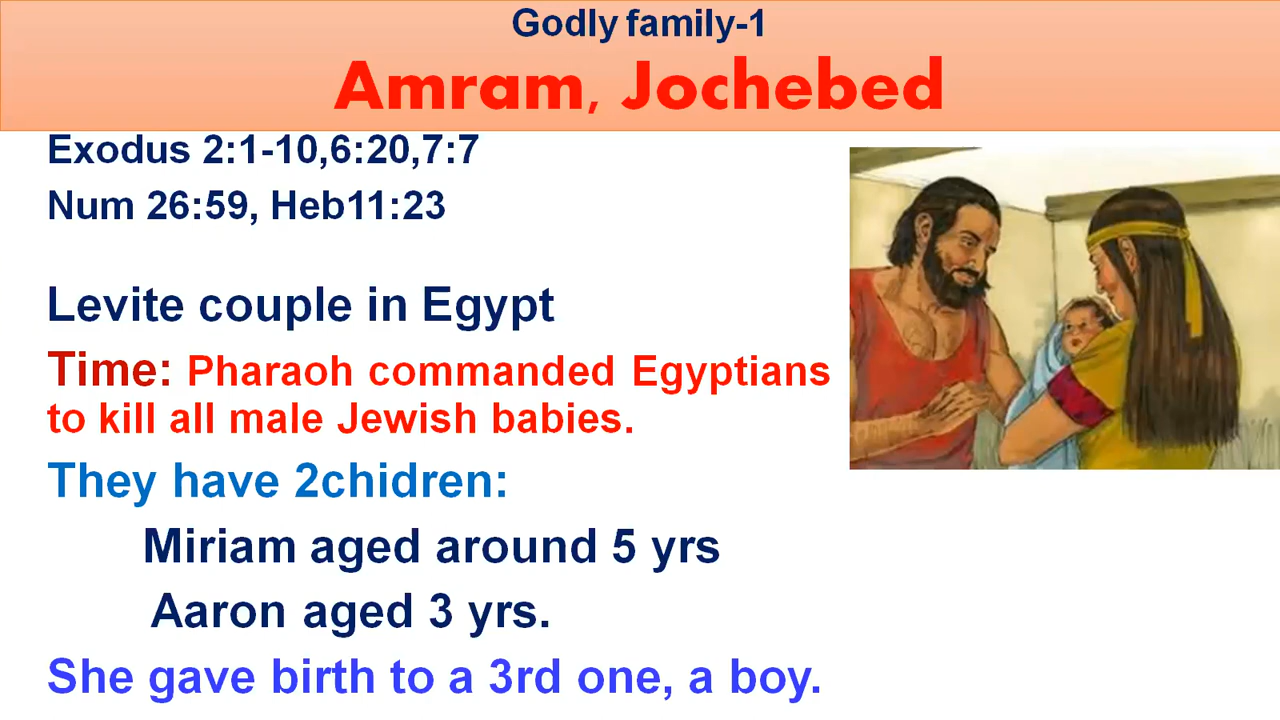 Godly family-1
Amram, Jochebed
Exodus 2:1-10,6:20,7:7
Num 26:59, Heb11:23
Levite couple in Egypt
Time: Pharaoh commanded Egyptians
to kill all male Jewish babies.
They have 2chidren:
Miriam aged around 5 yrs
Aaron aged 3 yrs.
She gave birth to a 3rd one, a boy.